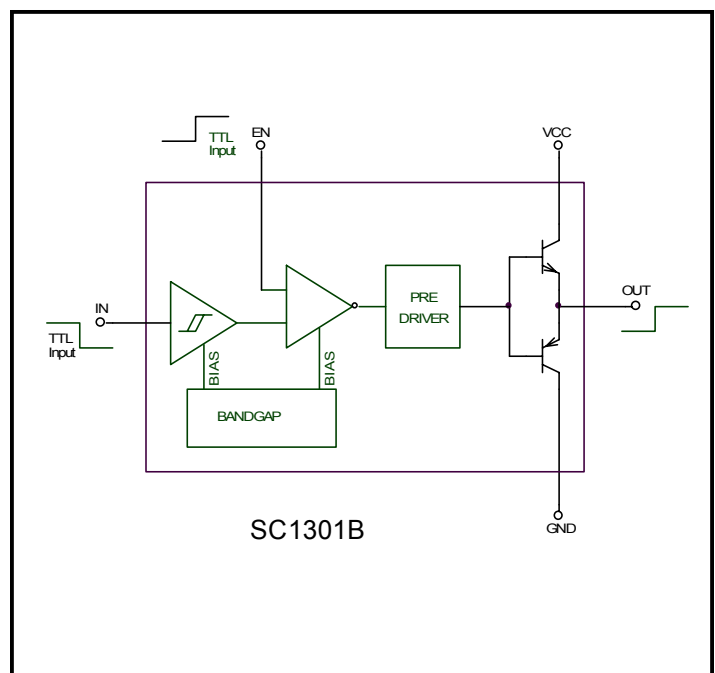 EN
TTL
Input
VCC
IN
TTL
Input
PRE
DRIVER
OUT
BIAS
BIAS
BANDGAP
GND
SC1301B